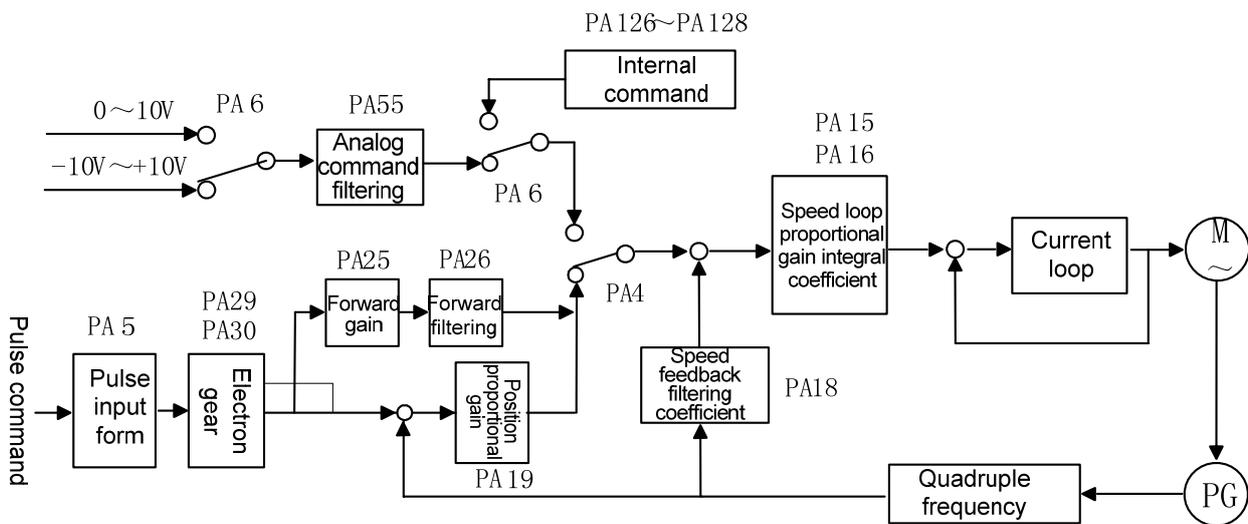 PA126～PA128
Internal
command
0～10V
PA6
PA55
Analog
command
filtering
-10V～+10V
PA6
PA15
PA16
Speed loop
proportional
gain integral
coefficient
Current
loop
M
～
PA25
Forward
gain
PA26
Forward
filtering
PA4
Pulse command
PA5
Pulse
input
form
PA29
PA30
Electron
gear
Position
proportional
gain
PA19
Speed
feedback
filtering
coefficient
PA18
Quadruple
frequency
PG